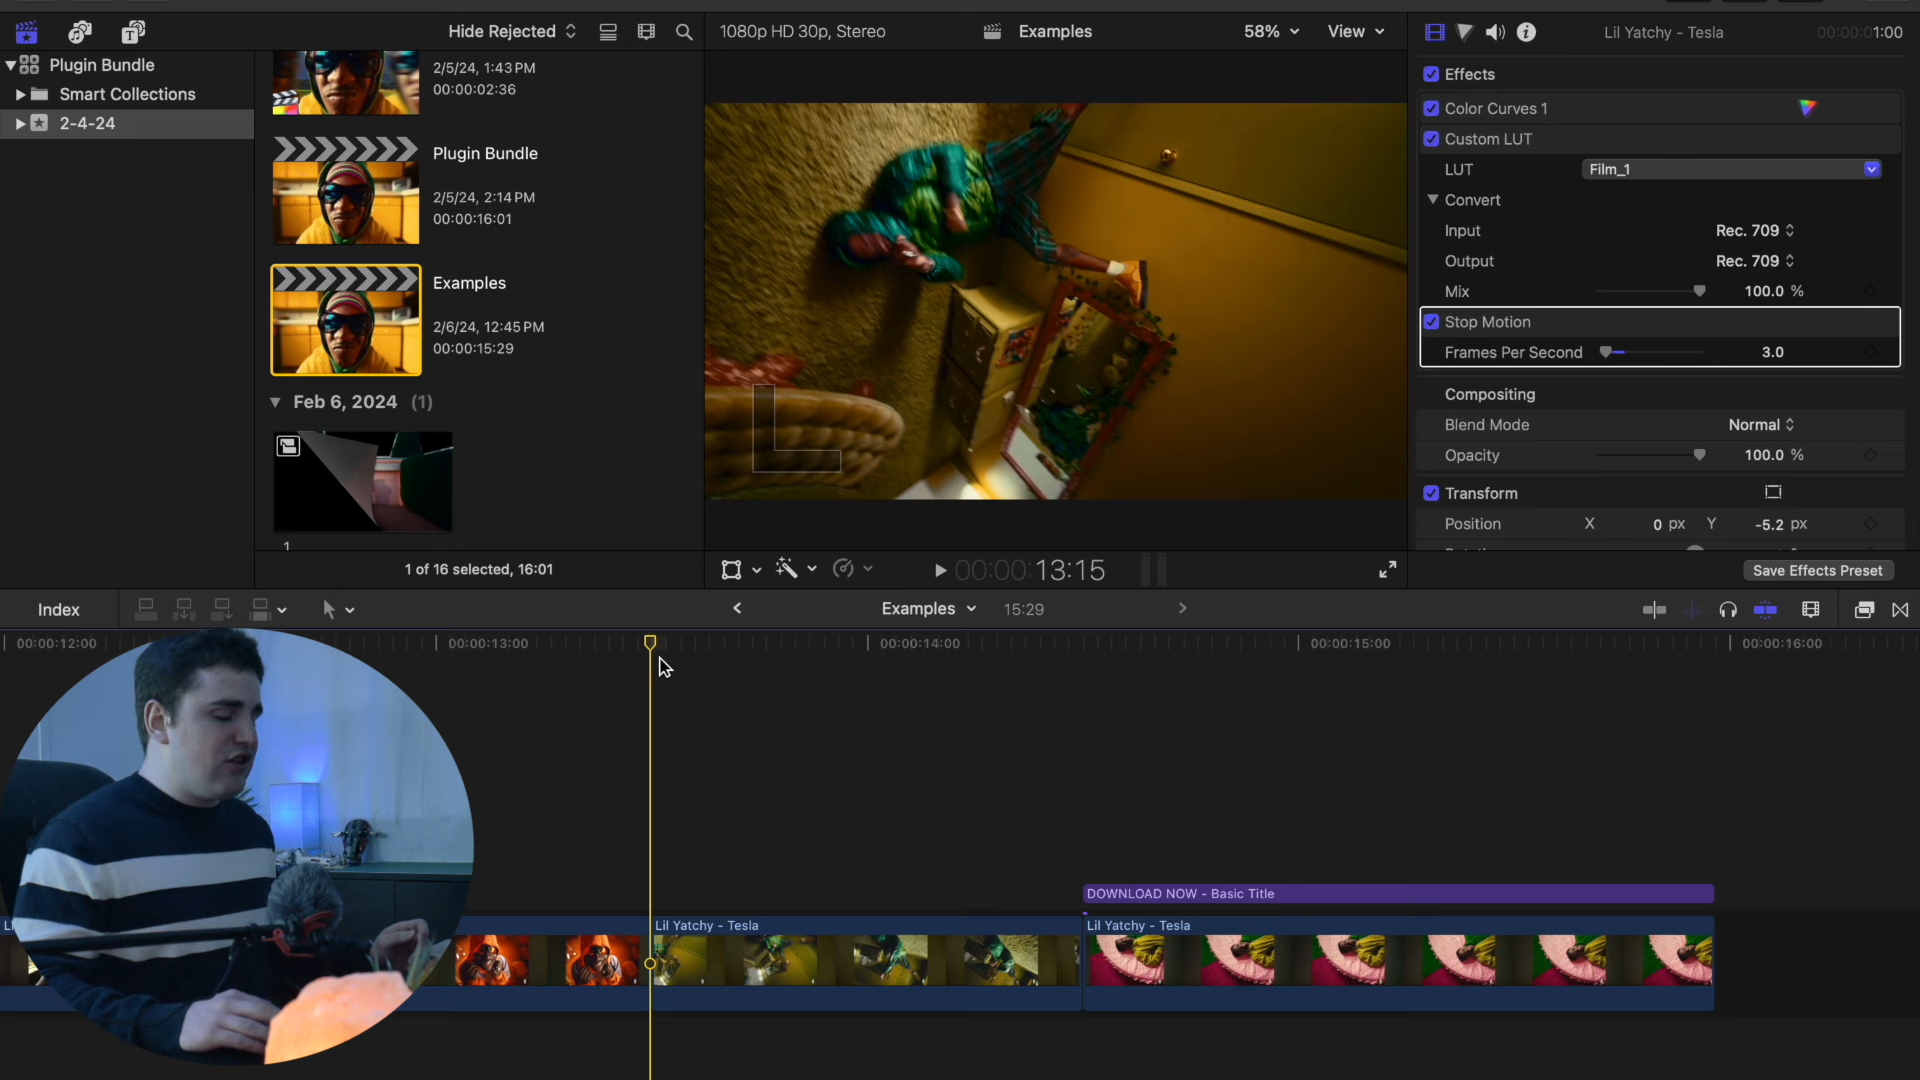 Hide Rejected
1080p HD 30p, Stereo
Examples
58%
View
Lil Yatchy - Tesla
00:00:01:00
Plugin Bundle
Smart Collections
2-4-24
2/5/24, 1:43 PM
00:00:02:36
Plugin Bundle
2/5/24, 2:14 PM
00:00:16:01
Examples
2/6/24, 12:45 PM
00:00:15:29
Feb 6, 2024 (1)
1
1 of 16 selected, 16:01
00:00:13:15
Effects
Color Curves 1
Custom LUT
LUT Film_1
Convert
Input Rec. 709
Output Rec. 709
Mix 100.0 %
Stop Motion
Frames Per Second 3.0
Compositing
Blend Mode Normal
Opacity 100.0 %
Transform
Position X 0 px Y -5.2 px
Save Effects Preset
Index
Examples
15:29
00:00:12:00
00:00:13:00
00:00:14:00
00:00:15:00
00:00:16:00
DOWNLOAD NOW - Basic Title
Lil Yatchy - Tesla
Lil Yatchy - Tesla